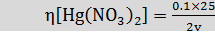 η[Hg(NO₃)₂] = 0.1×25 / 2v